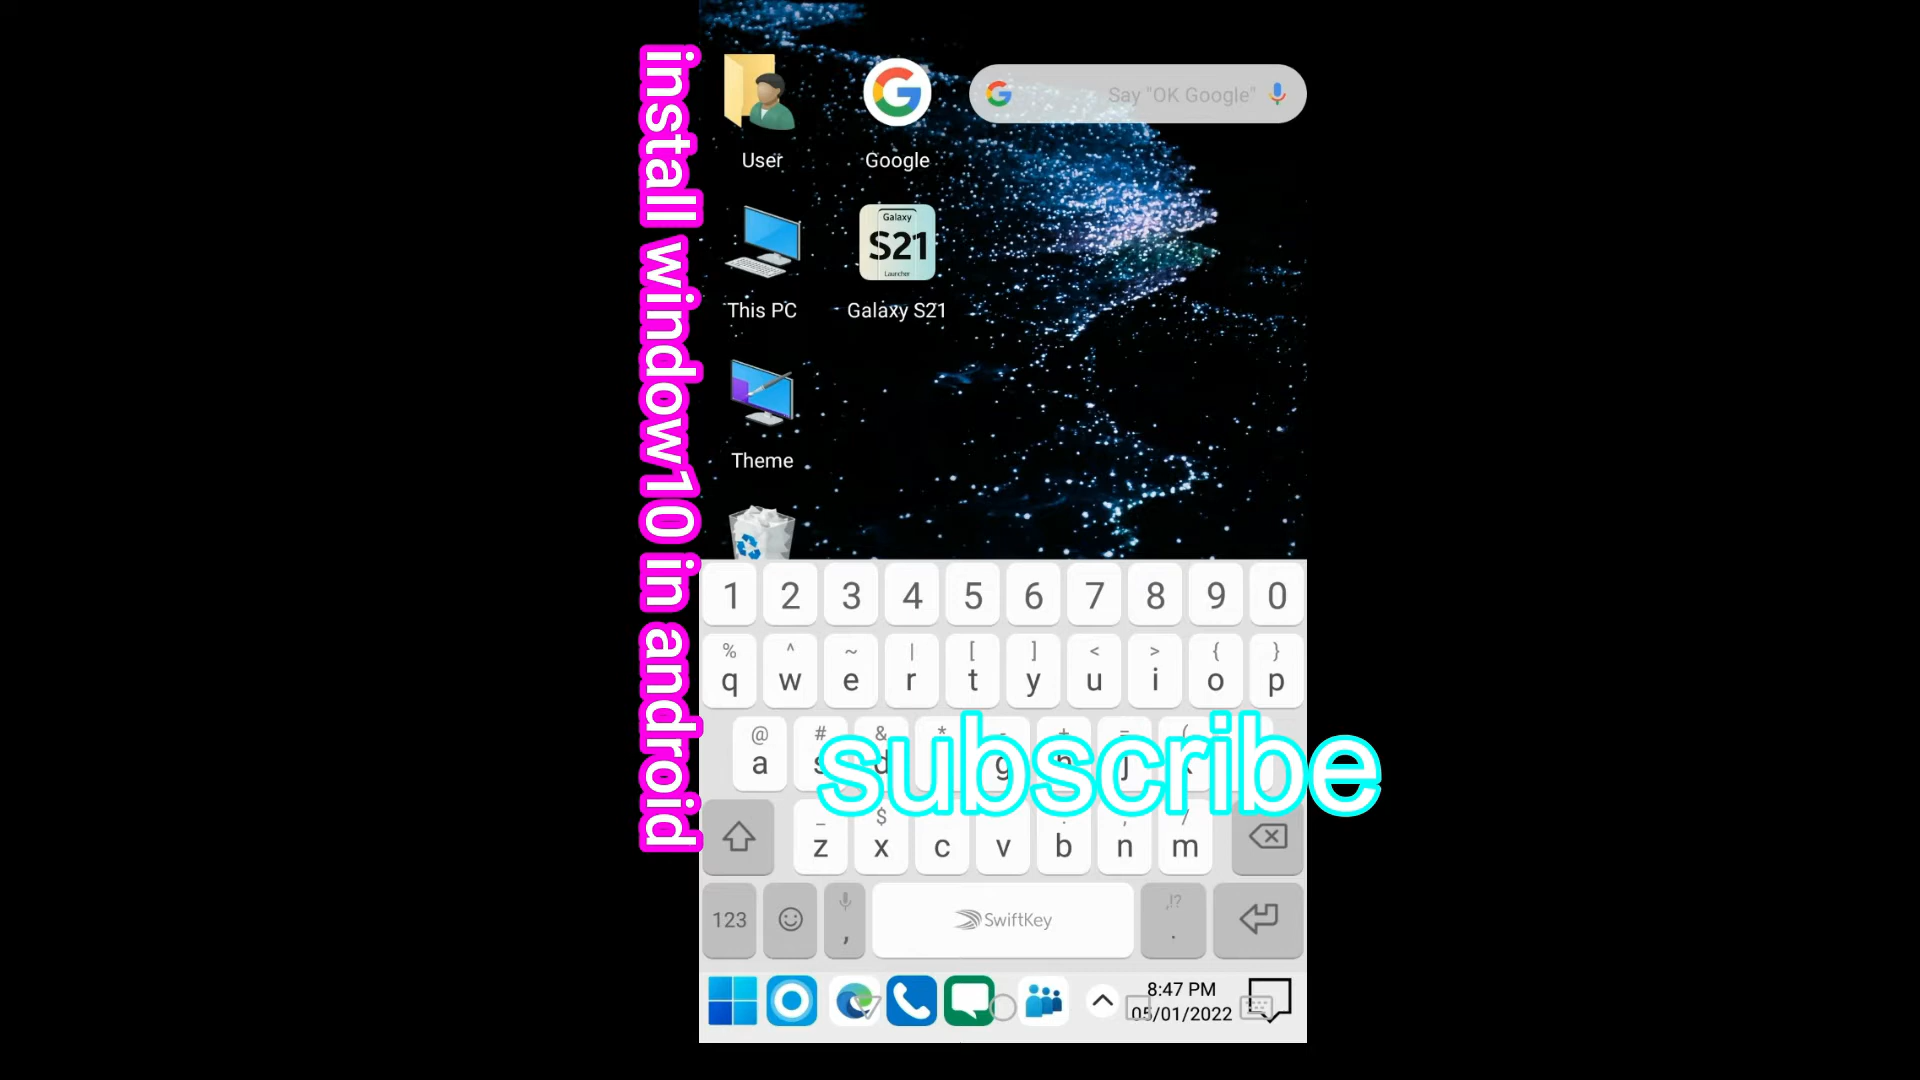 install window10 in android
Say "OK Google"
User
Google
Galaxy
S21
Launcher
This PC
Galaxy S21
Theme
1 2 3 4 5 6 7 8 9 0
% ^ ~ | [ ] < > { }
q w e r t y u i o p
@ # & * - + = (
a s d g h j k
subscribe
_ $ . , /
z x c v b n m
,!?
123 , SwiftKey .
8:47 PM
05/01/2022